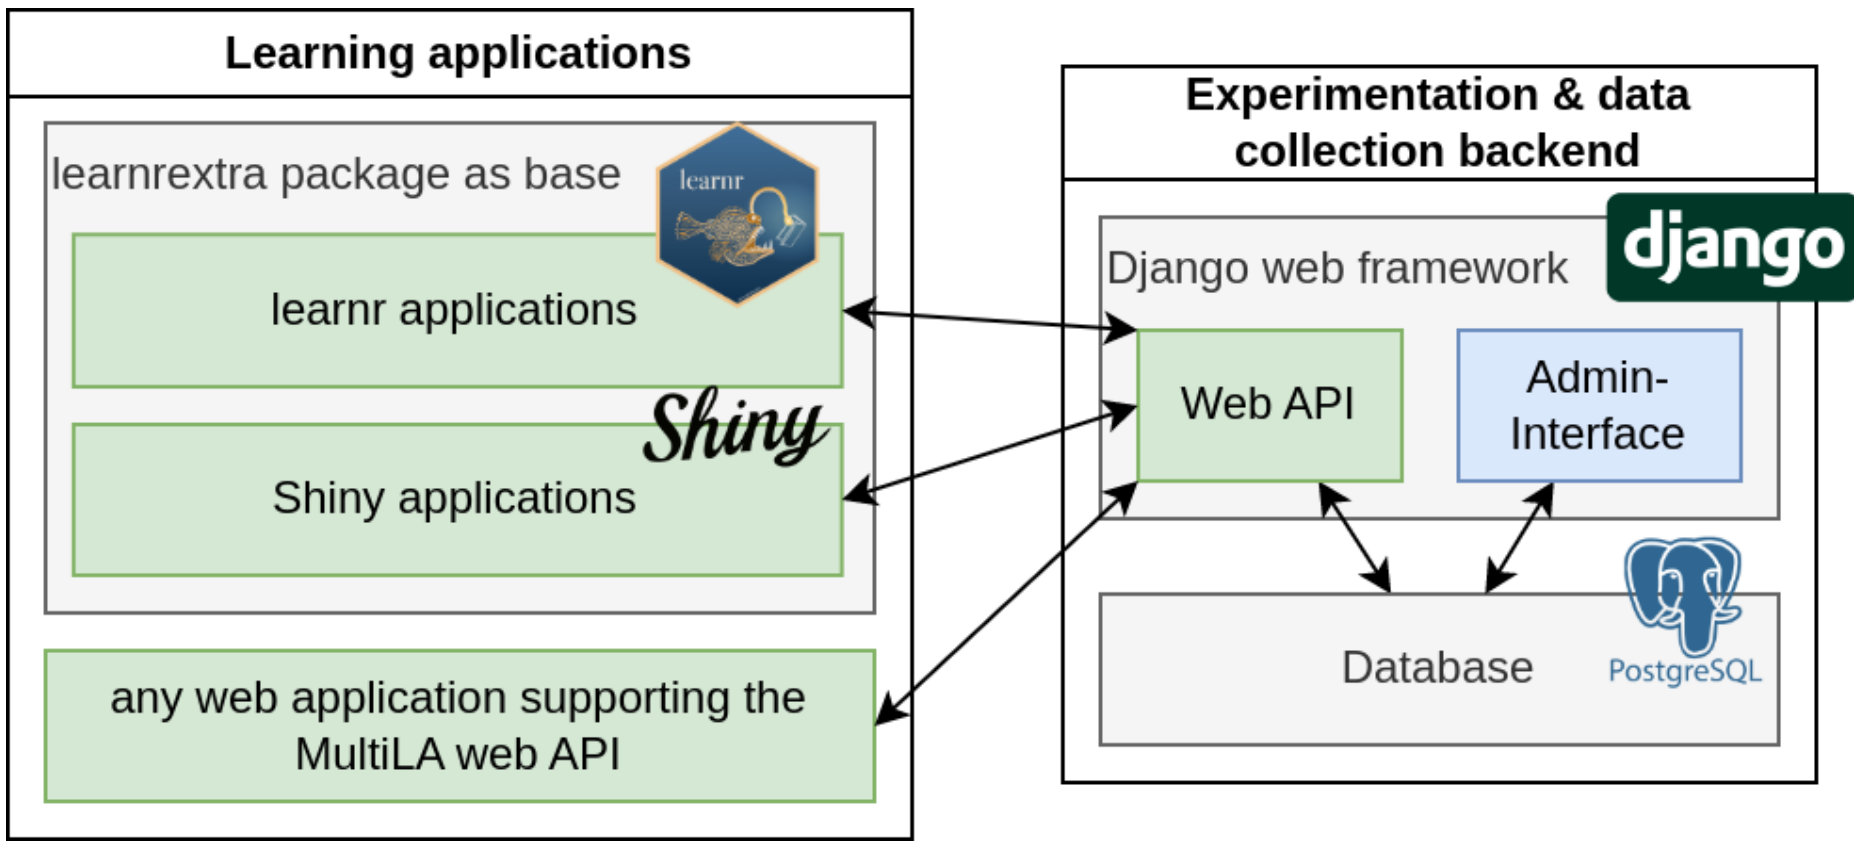 Learning applications
learnrextra package as base
learnr
learnr applications
Shiny
Shiny applications
any web application supporting the
MultiLA web API
Experimentation & data
collection backend
django
Django web framework
Web API
Admin-
Interface
Database
PostgreSQL